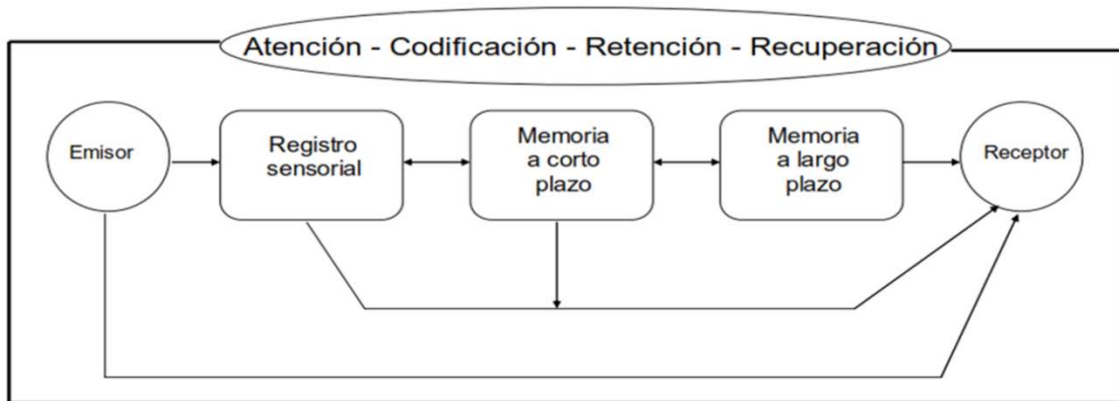 Atención - Codificación - Retención - Recuperación
Emisor
Registro
sensorial
Memoria
a corto
plazo
Memoria
a largo
plazo
Receptor